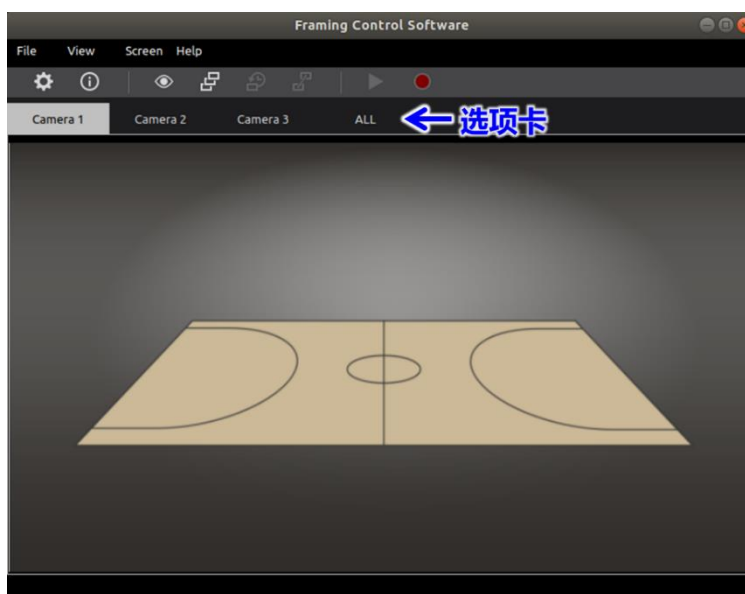 Framing Control Software
File View Screen Help
Camera 1 Camera 2 Camera 3 ALL 选项卡